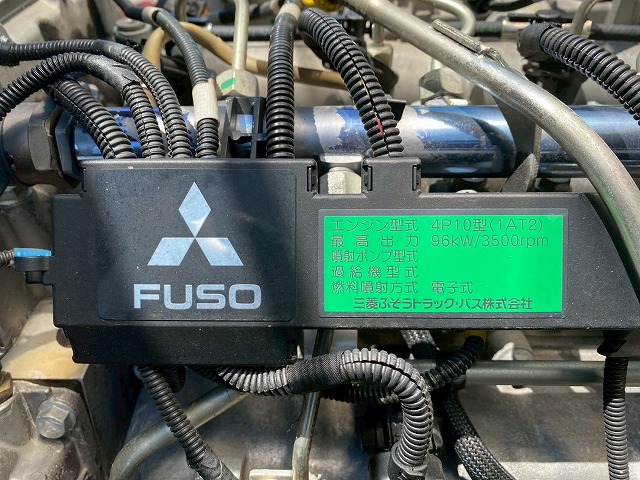 FUSO
エンジン型式 4P10型(1AT2)
最高出力 96kW/3500rpm
噴射ポンプ型式
過給機型式
燃料噴射方式 電子式
三菱ふそうトラック・バス株式会社